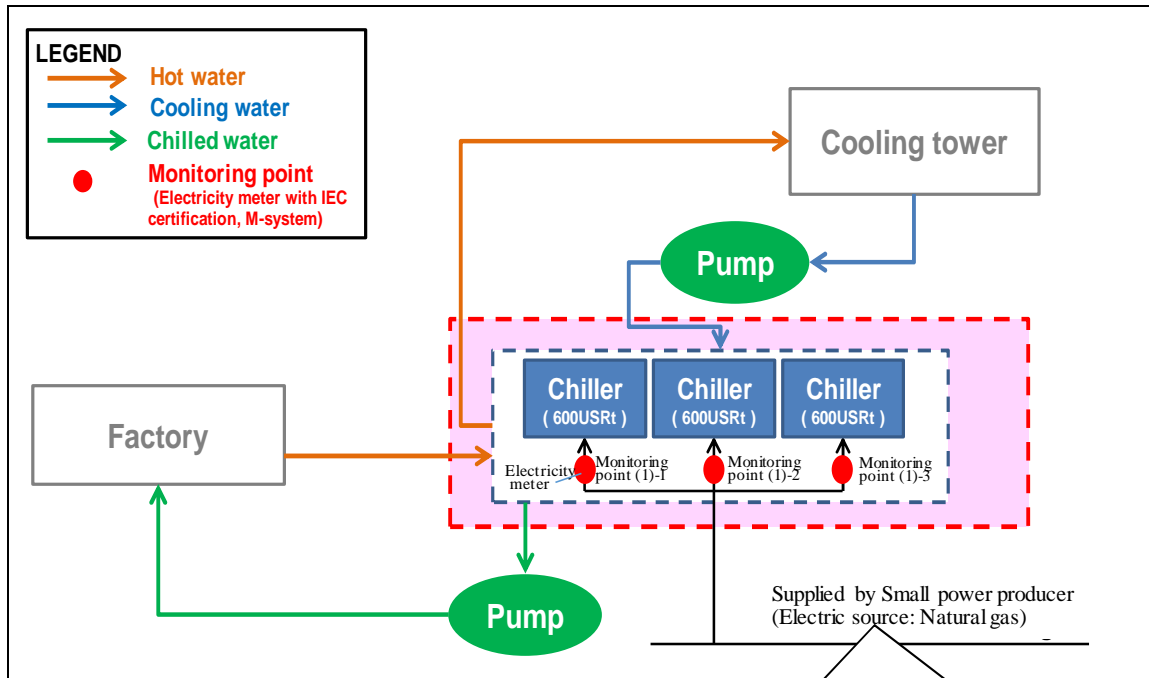 LEGEND
Hot water
Cooling water
Chilled water
Monitoring point
(Electricity meter with IEC
certification, M-system)
Cooling tower
Pump
Chiller
( 600USRt )
Chiller
( 600USRt )
Chiller
( 600USRt )
Factory
Electricity
meter
Monitoring
point (1)-1
Monitoring
point (1)-2
Monitoring
point (1)-3
Pump
Supplied by Small power producer
(Electric source: Natural gas)